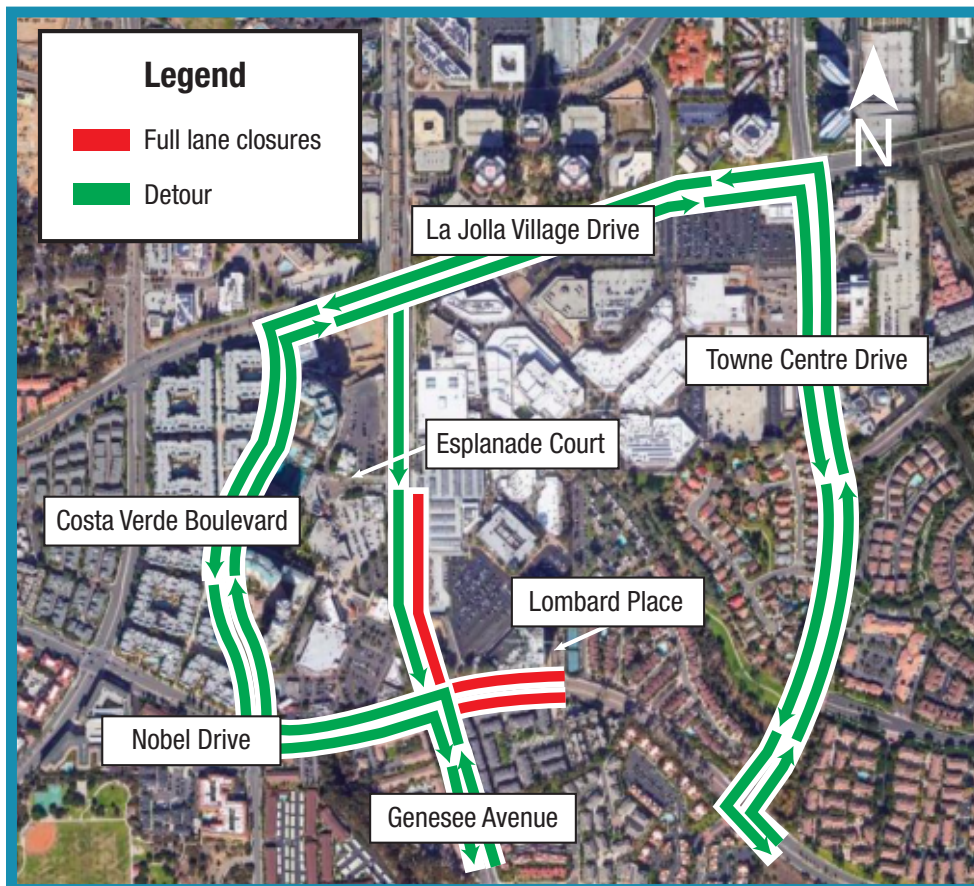 Legend
Full lane closures
Detour
N
La Jolla Village Drive
Towne Centre Drive
Esplanade Court
Costa Verde Boulevard
Lombard Place
Nobel Drive
Genesee Avenue